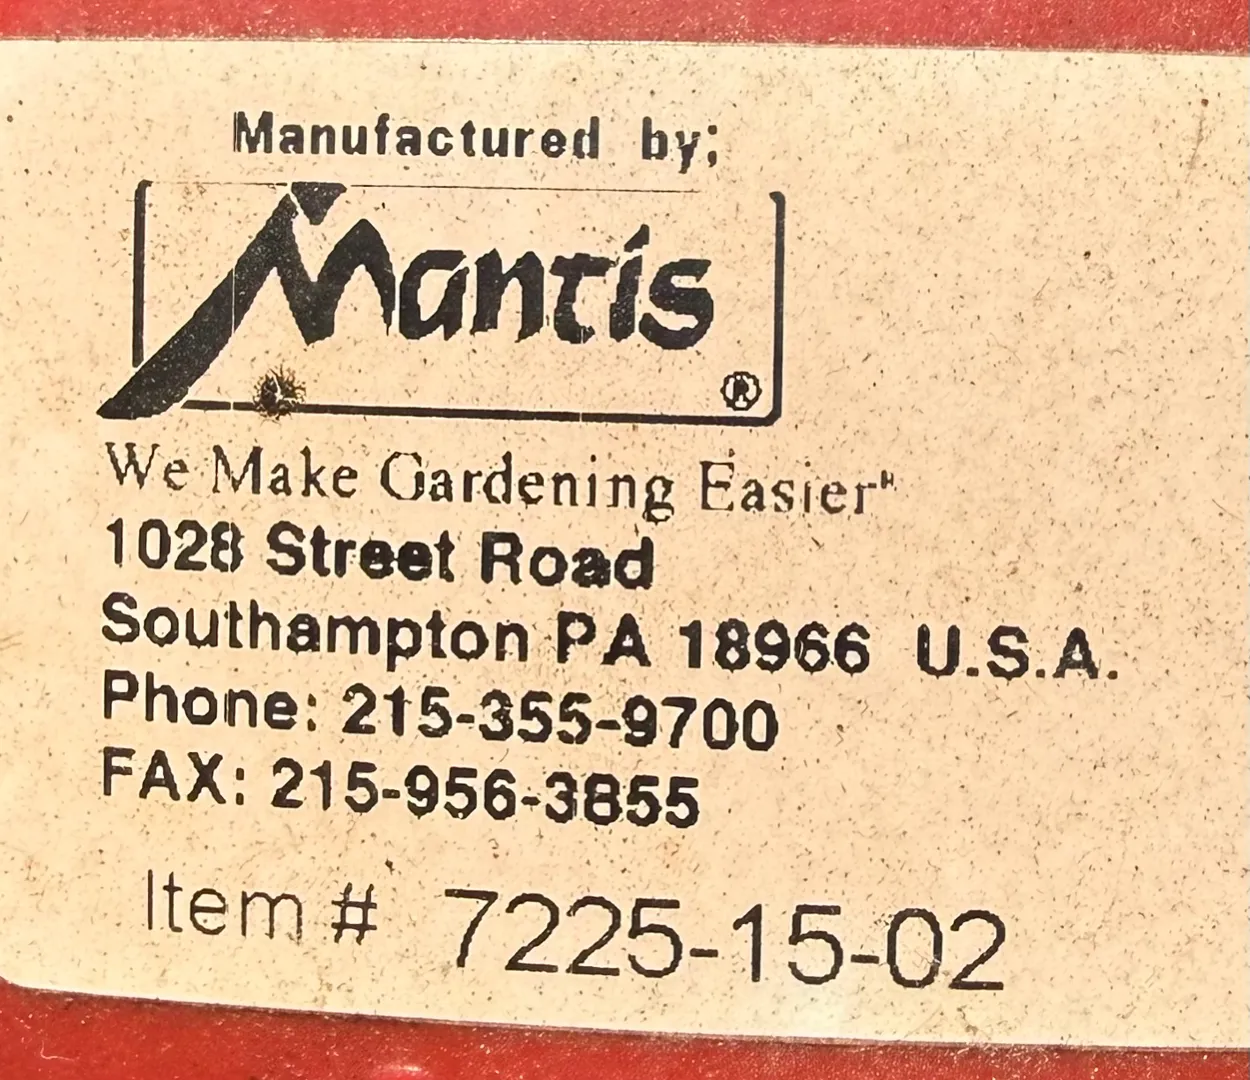 Manufactured by:
Mantis®
We Make Gardening Easier™
1028 Street Road
Southampton PA 18966 U.S.A.
Phone: 215-355-9700
FAX: 215-956-3855
Item # 7225-15-02